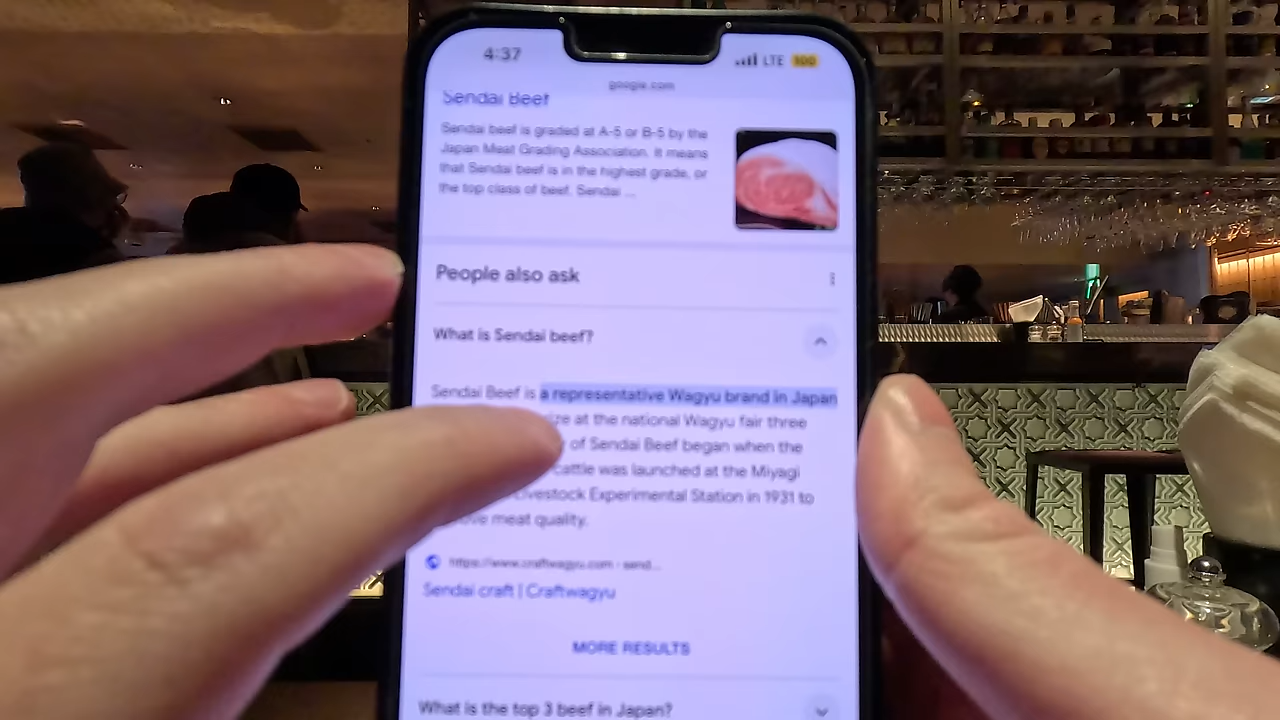 4:37
LTE 100
google.com
Sendai Beef
Sendai beef is graded at A-5 or B-5 by the
Japan Meat Grading Association. It means
that Sendai beef is in the highest grade, or
the top class of beef. Sendai ...
People also ask
What is Sendai beef?
Sendai Beef is a representative Wagyu brand in Japan
at the national Wagyu fair three
of Sendai Beef began when the
cattle was launched at the Miyagi
Livestock Experimental Station in 1931 to
meat quality.
https://www.craftwagyu.com › send...
Sendai craft | Craftwagyu
MORE RESULTS
What is the top 3 beef in Japan?